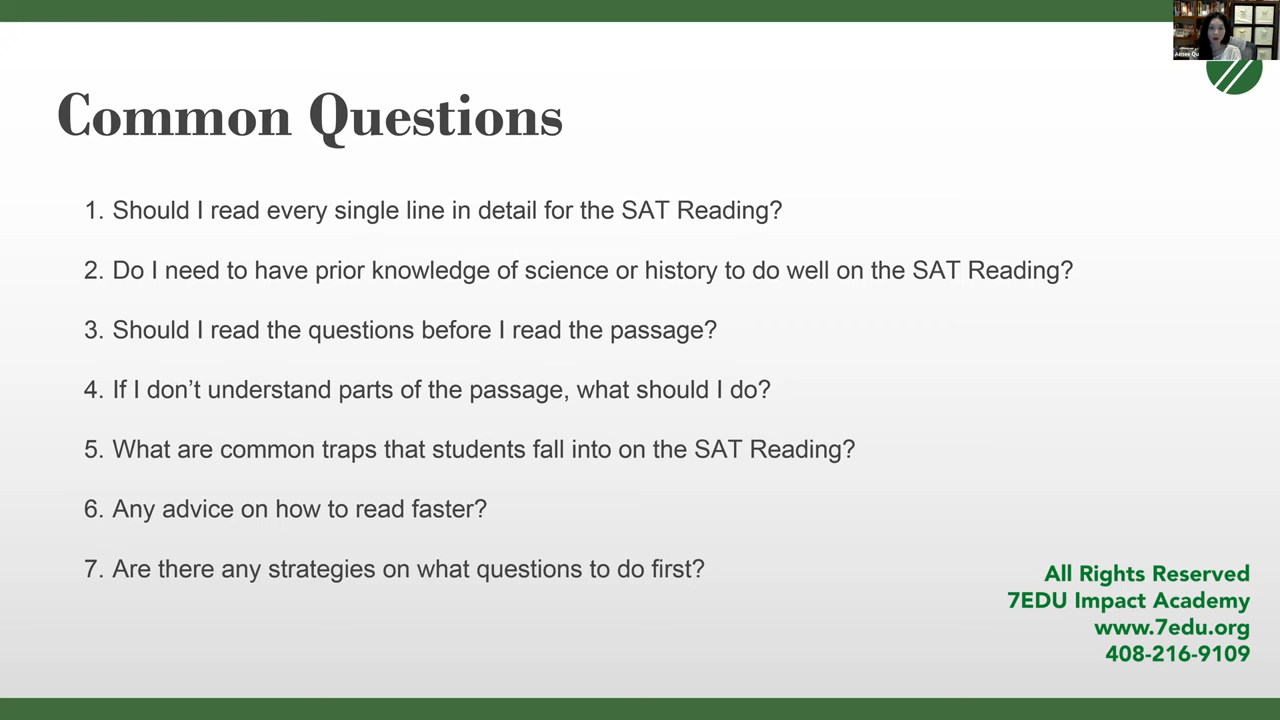 Common Questions
1. Should I read every single line in detail for the SAT Reading?
2. Do I need to have prior knowledge of science or history to do well on the SAT Reading?
3. Should I read the questions before I read the passage?
4. If I don’t understand parts of the passage, what should I do?
5. What are common traps that students fall into on the SAT Reading?
6. Any advice on how to read faster?
7. Are there any strategies on what questions to do first?
All Rights Reserved
7EDU Impact Academy
www.7edu.org
408-216-9109